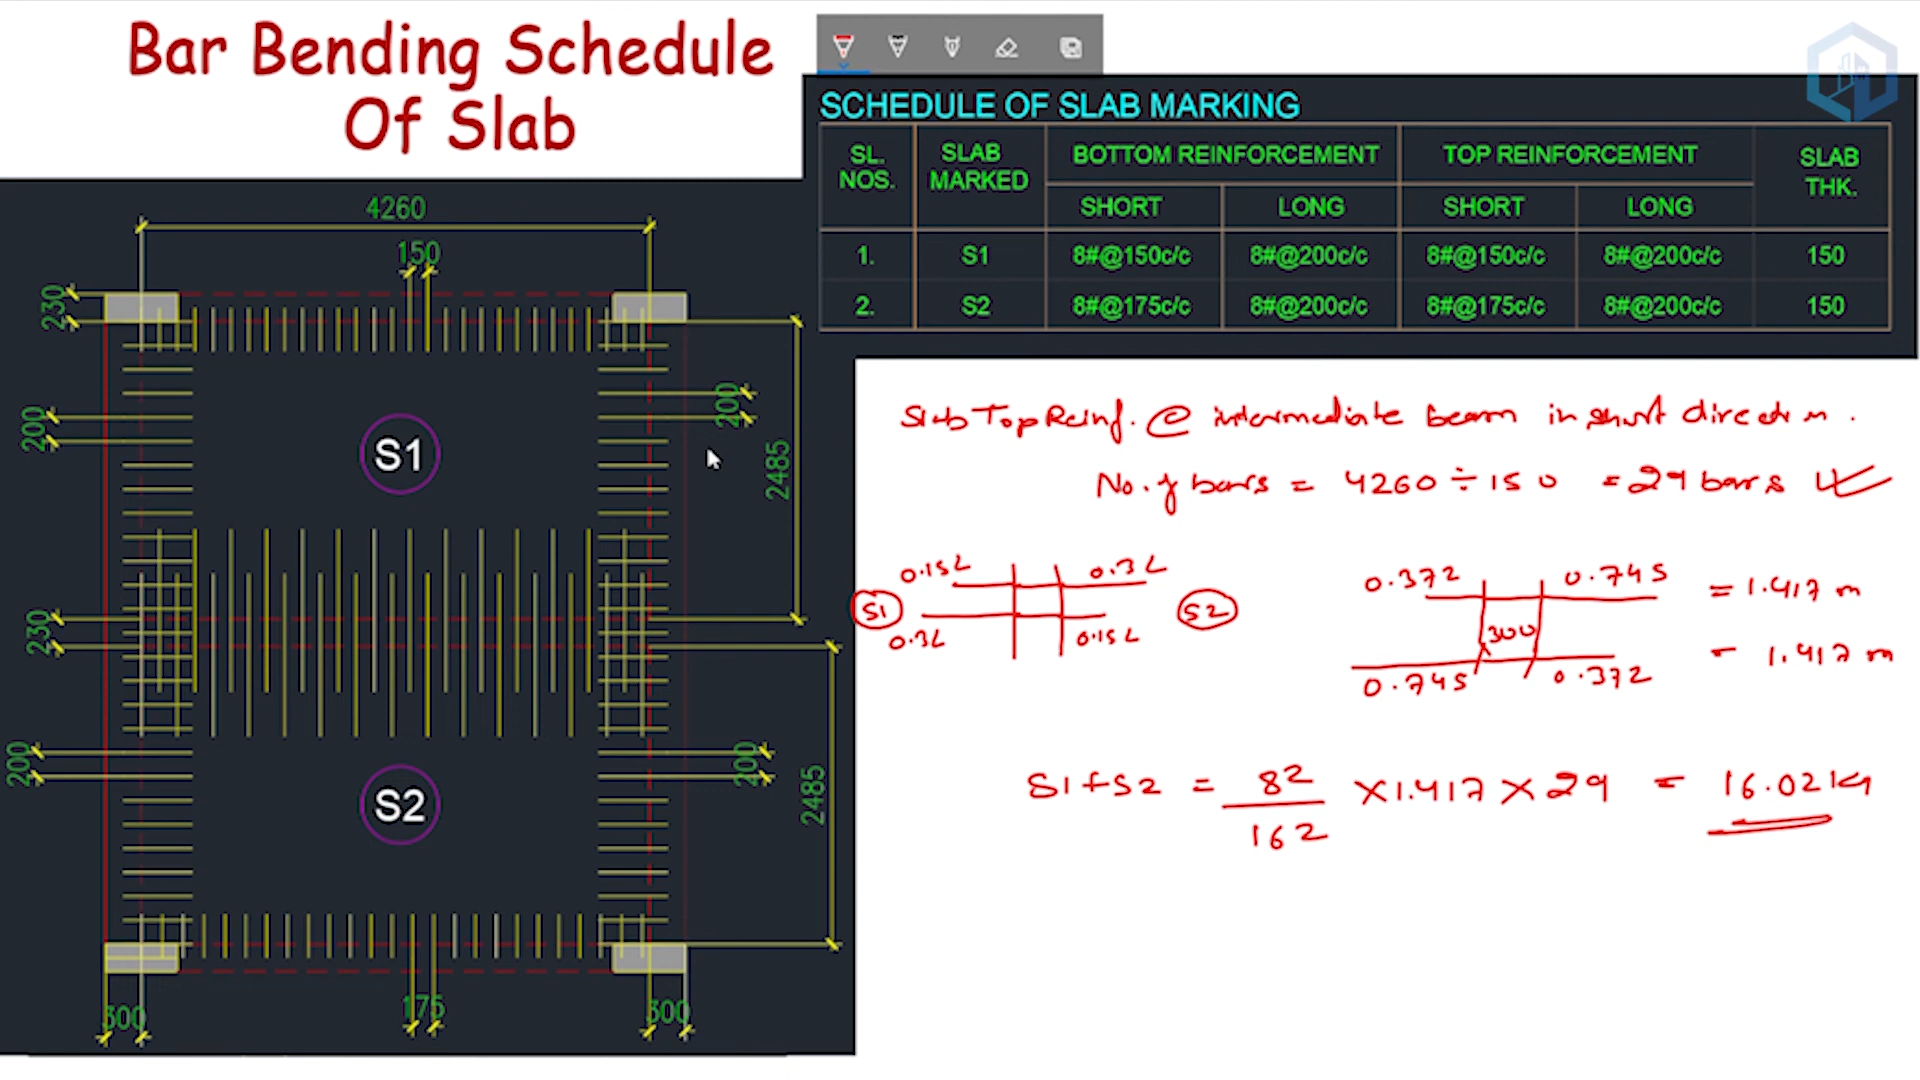 Bar Bending Schedule
Of Slab
SCHEDULE OF SLAB MARKING
SL. NOS. SLAB MARKED BOTTOM REINFORCEMENT TOP REINFORCEMENT SLAB THK.
SHORT LONG SHORT LONG
1. S1 8#@150c/c 8#@200c/c 8#@150c/c 8#@200c/c 150
2. S2 8#@175c/c 8#@200c/c 8#@175c/c 8#@200c/c 150
4260
150
230
200
200
2485
S1
230
200
200
2485
S2
300
175
300
Slab Top Reinf. @ intermediate beam in short direction.
No. of bars = 4260 ÷ 150 = 29 bars
0.15L 0.3L
S1 S2
0.3L 0.15L
0.372 0.745 = 1.417 m
300
= 1.417 m
0.745 0.372
S1+S2 = 82 / 162 X 1.417 X 29 = 16.02 kg